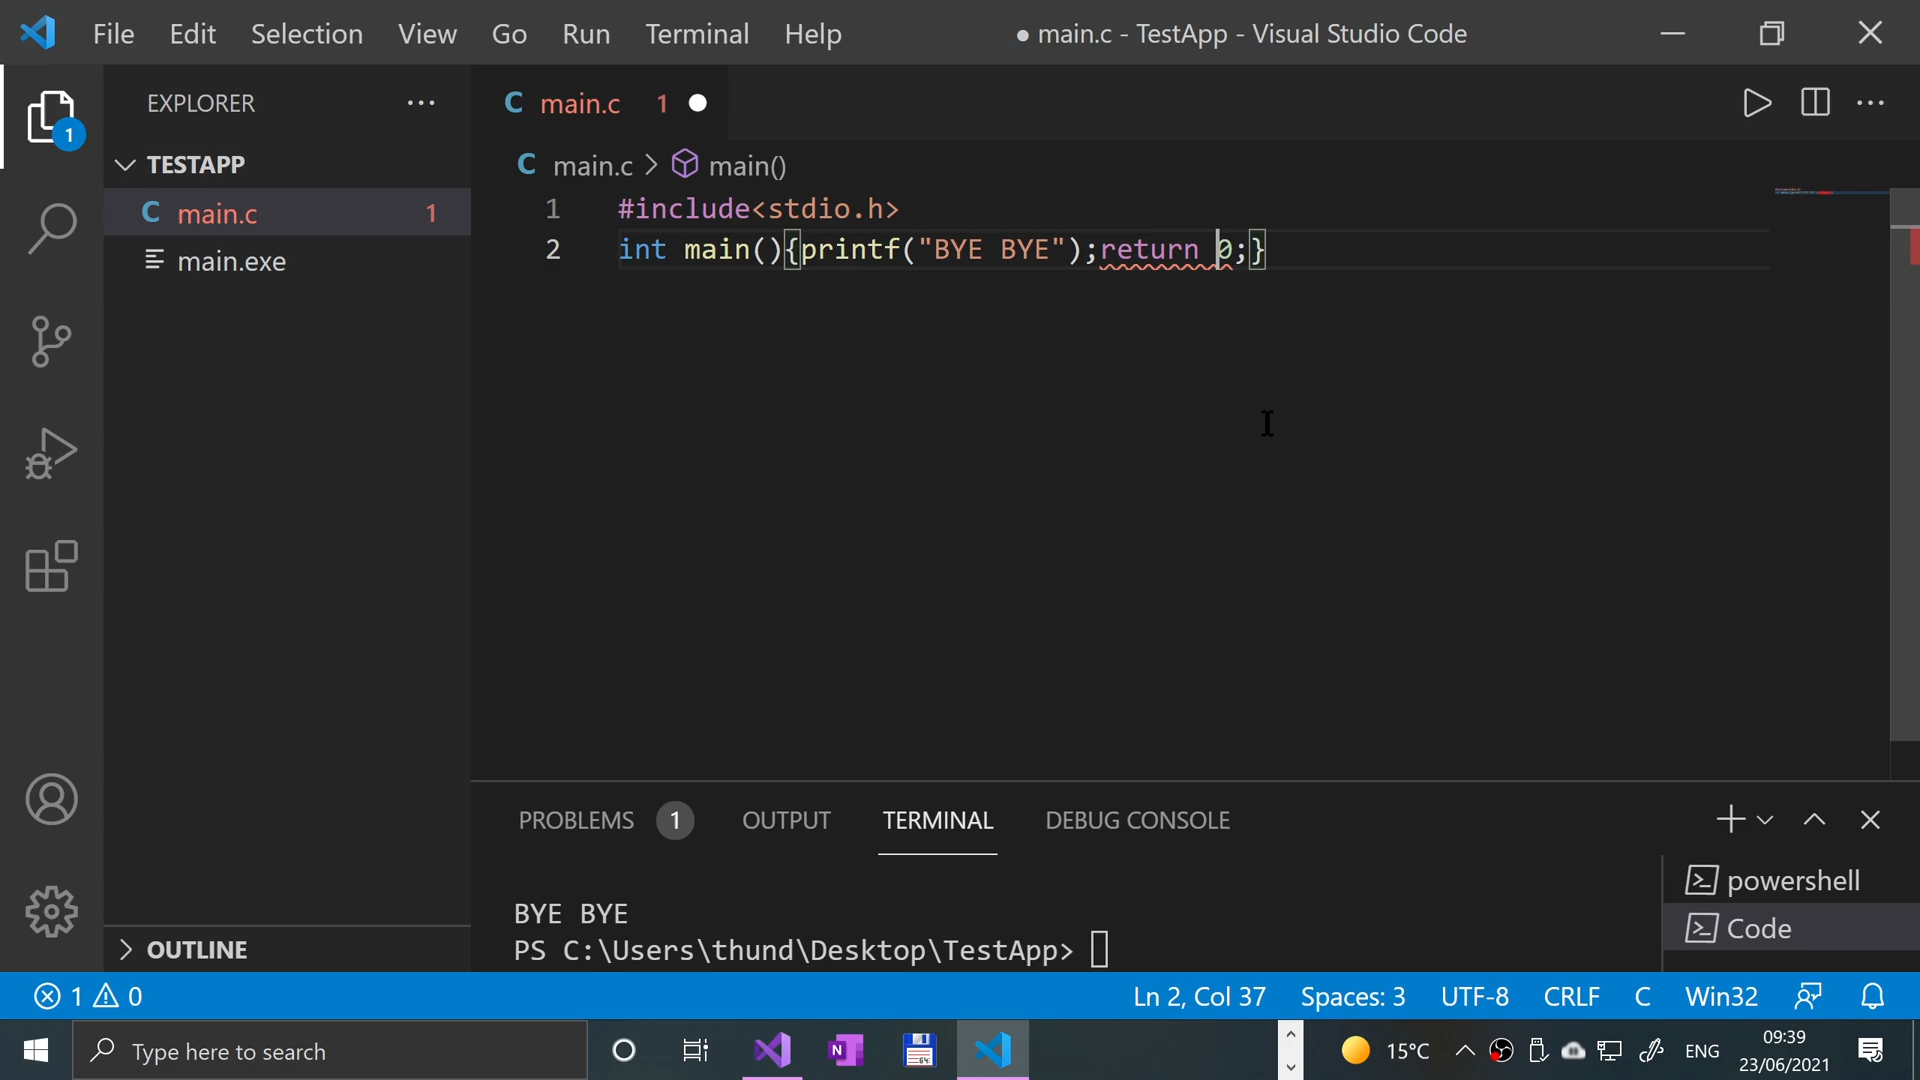 File Edit Selection View Go Run Terminal Help ● main.c - TestApp - Visual Studio Code
EXPLORER ···
C main.c 1 ●
1
TESTAPP
C main.c > main()
C main.c 1
main.exe
1 #include<stdio.h>
2 int main(){printf("BYE BYE");return 0;}
PROBLEMS 1 OUTPUT TERMINAL DEBUG CONSOLE
powershell
Code
BYE BYE
PS C:\Users\thund\Desktop\TestApp>
OUTLINE
1 0 Ln 2, Col 37 Spaces: 3 UTF-8 CRLF C Win32
Type here to search
N
64
15°C
ENG
09:39
23/06/2021